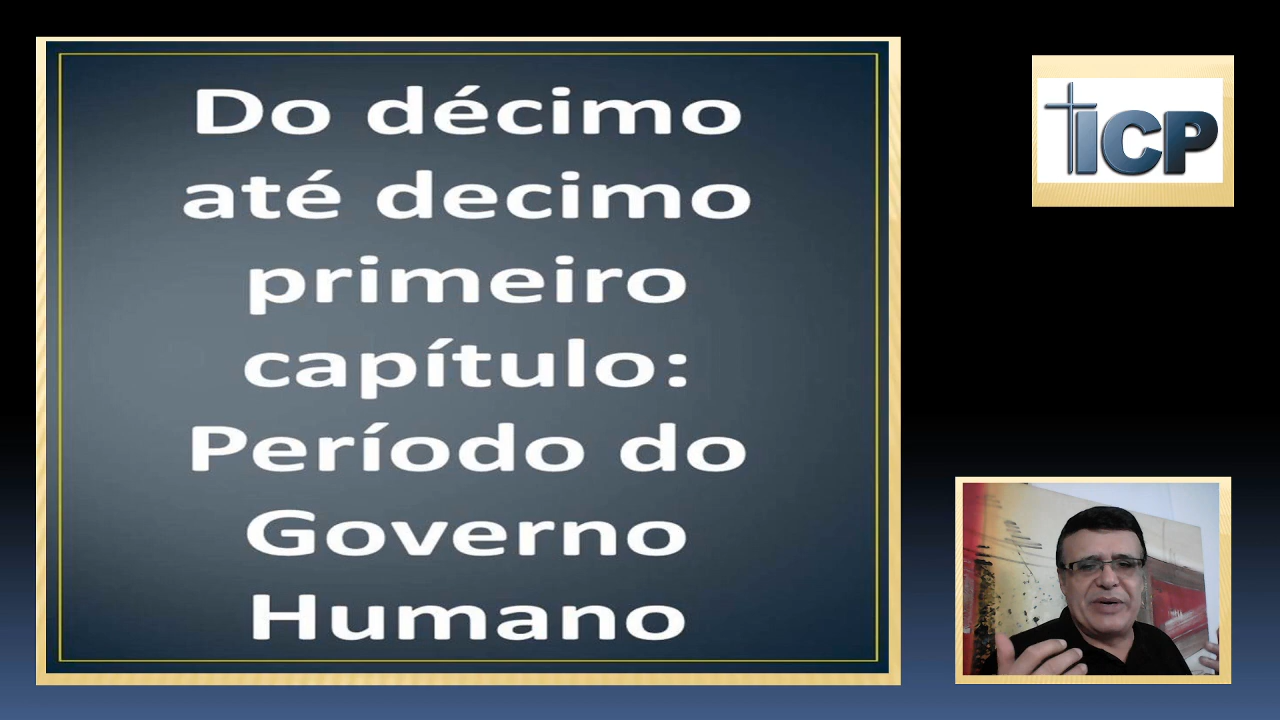 Do décimo
até decimo
primeiro
capítulo:
Período do
Governo
Humano
ICP